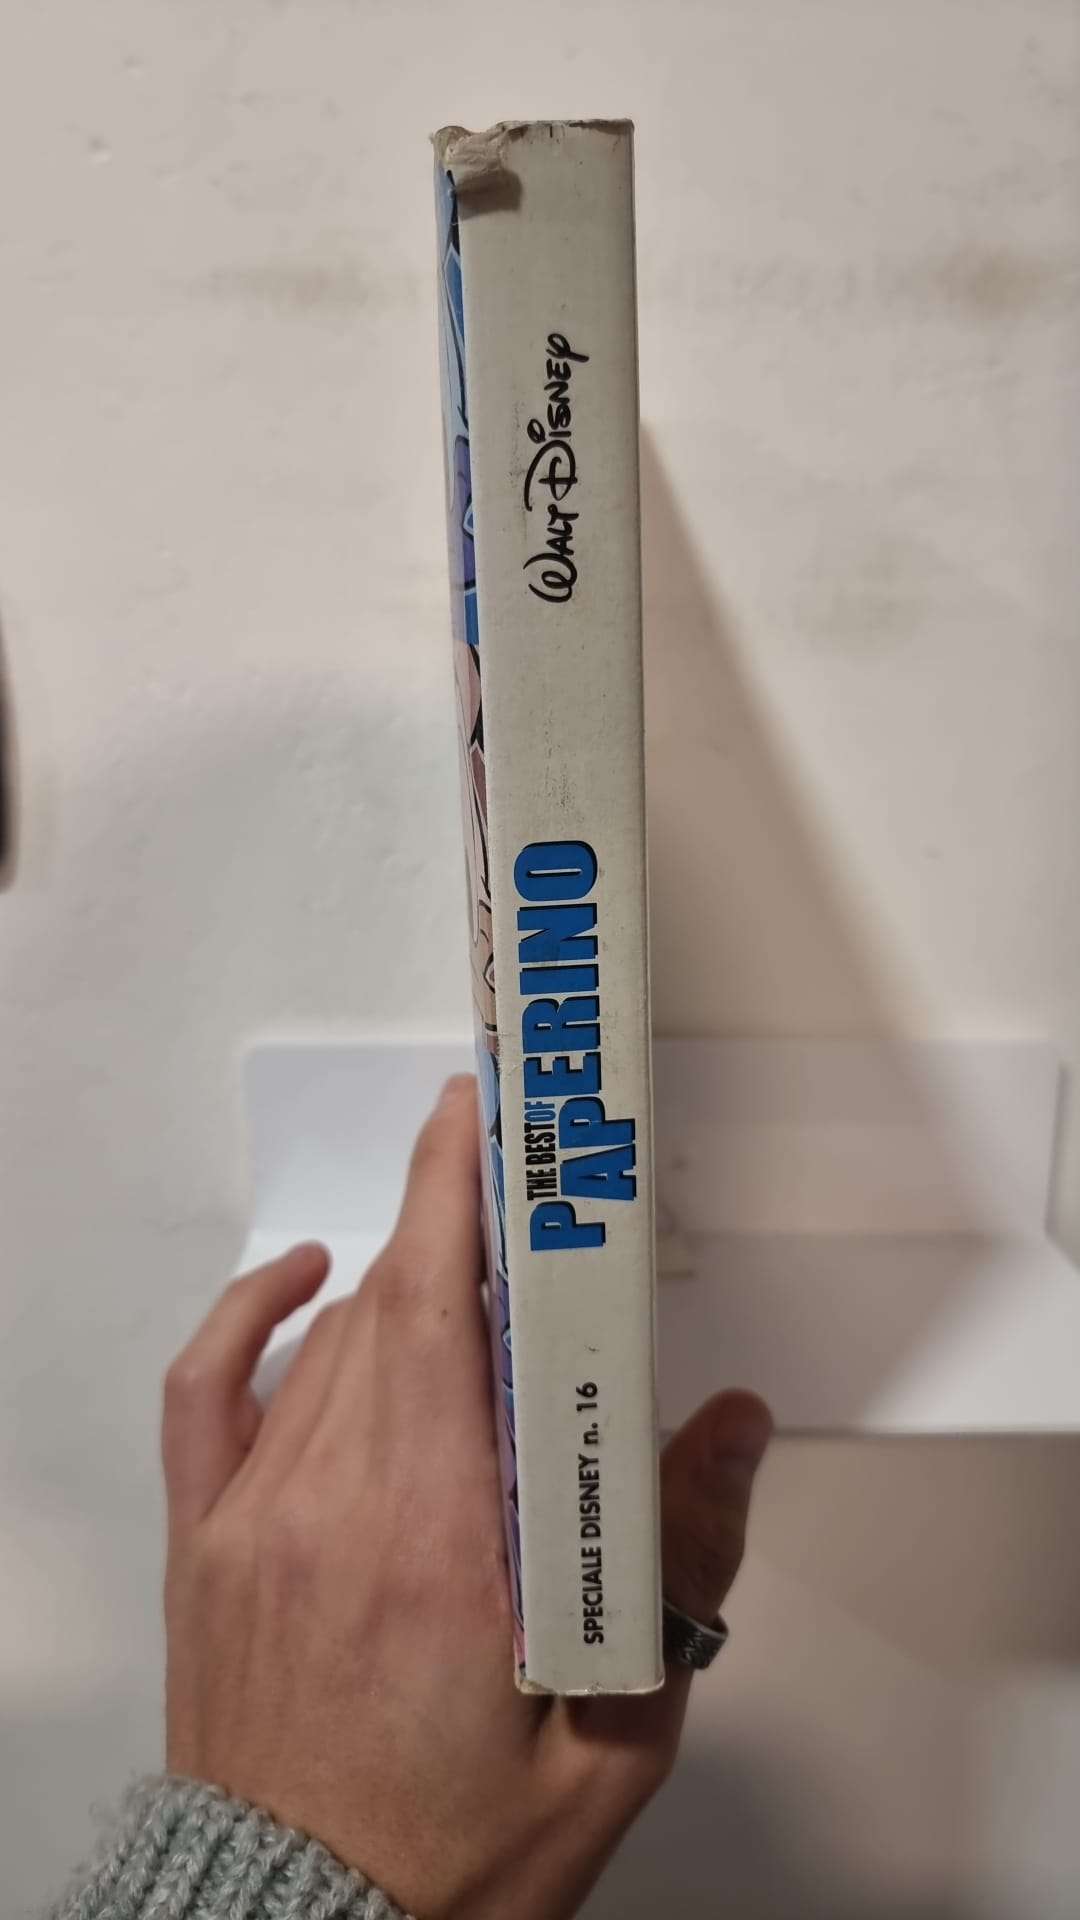 SPECIALE DISNEY n. 16
THE BEST OF
PAPERINO
WALT DISNEY